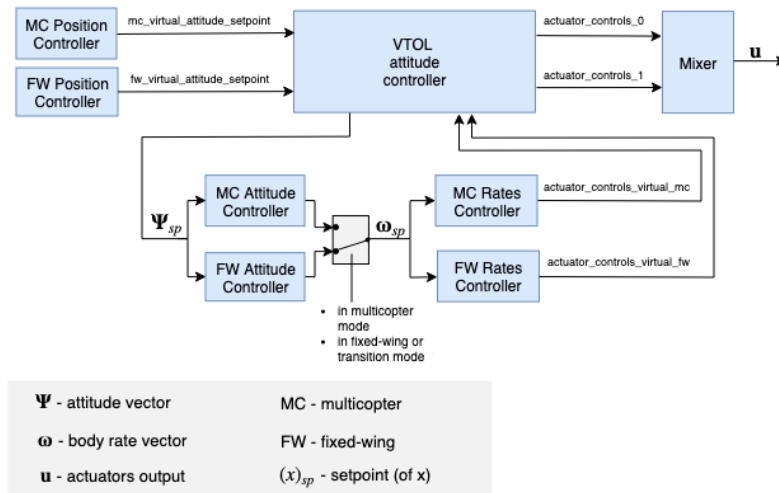 MC Position
Controller
mc_virtual_attitude_setpoint
FW Position
Controller
fw_virtual_attitude_setpoint
VTOL
attitude
controller
actuator_controls_0
actuator_controls_1
Mixer
u
Ψsp
MC Attitude
Controller
FW Attitude
Controller
ωsp
MC Rates
Controller
actuator_controls_virtual_mc
FW Rates
Controller
actuator_controls_virtual_fw
• in multicopter
mode
• in fixed-wing or
transition mode
Ψ - attitude vector
MC - multicopter
ω - body rate vector
FW - fixed-wing
u - actuators output
(x)sp - setpoint (of x)